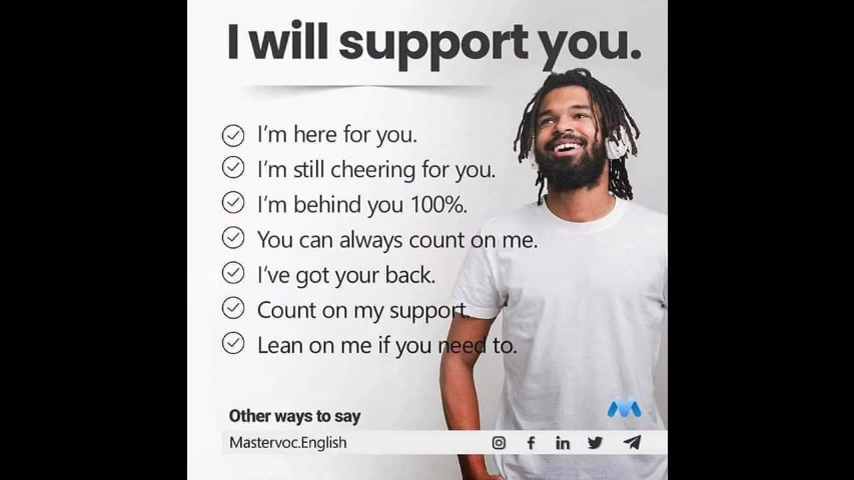 I will support you.
I'm here for you.
I'm still cheering for you.
I'm behind you 100%.
You can always count on me.
I've got your back.
Count on my support.
Lean on me if you need to.
Other ways to say
Mastervoc.English